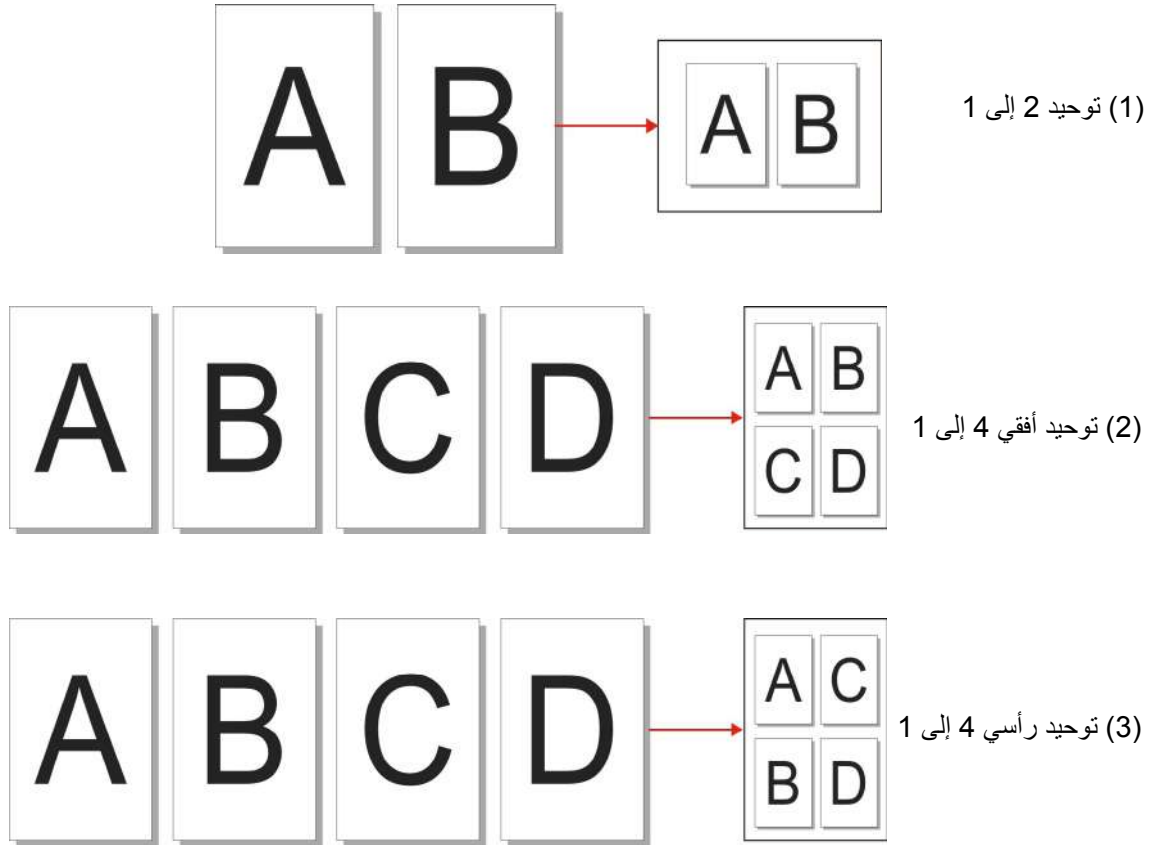 A B A B (1) توحيد 2 إلى 1
A B C D A B
C D
(2) توحيد أفقي 4 إلى 1
A B C D A C
B D
(3) توحيد رأسي 4 إلى 1